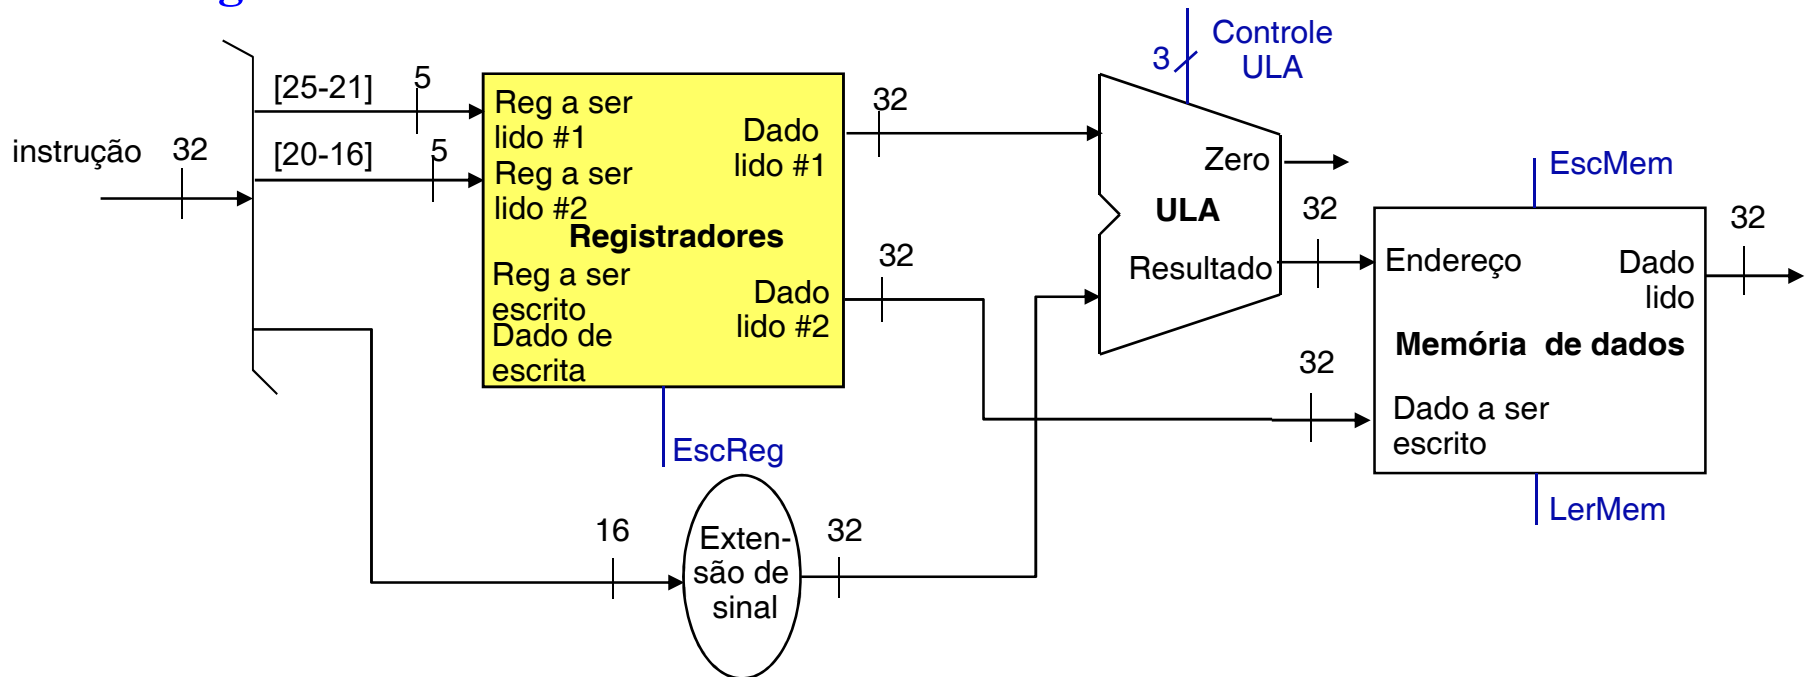 instrução
32
[25-21]
5
[20-16]
5
Reg a ser
lido #1
Reg a ser
lido #2
Registradores
Reg a ser
escrito
Dado de
escrita
Dado
lido #1
Dado
lido #2
EscReg
32
32
16
Exten-
são de
sinal
32
3
Controle
ULA
Zero
ULA
Resultado
32
32
EscMem
Endereço
Dado
lido
Memória de dados
Dado a ser
escrito
LerMem
32